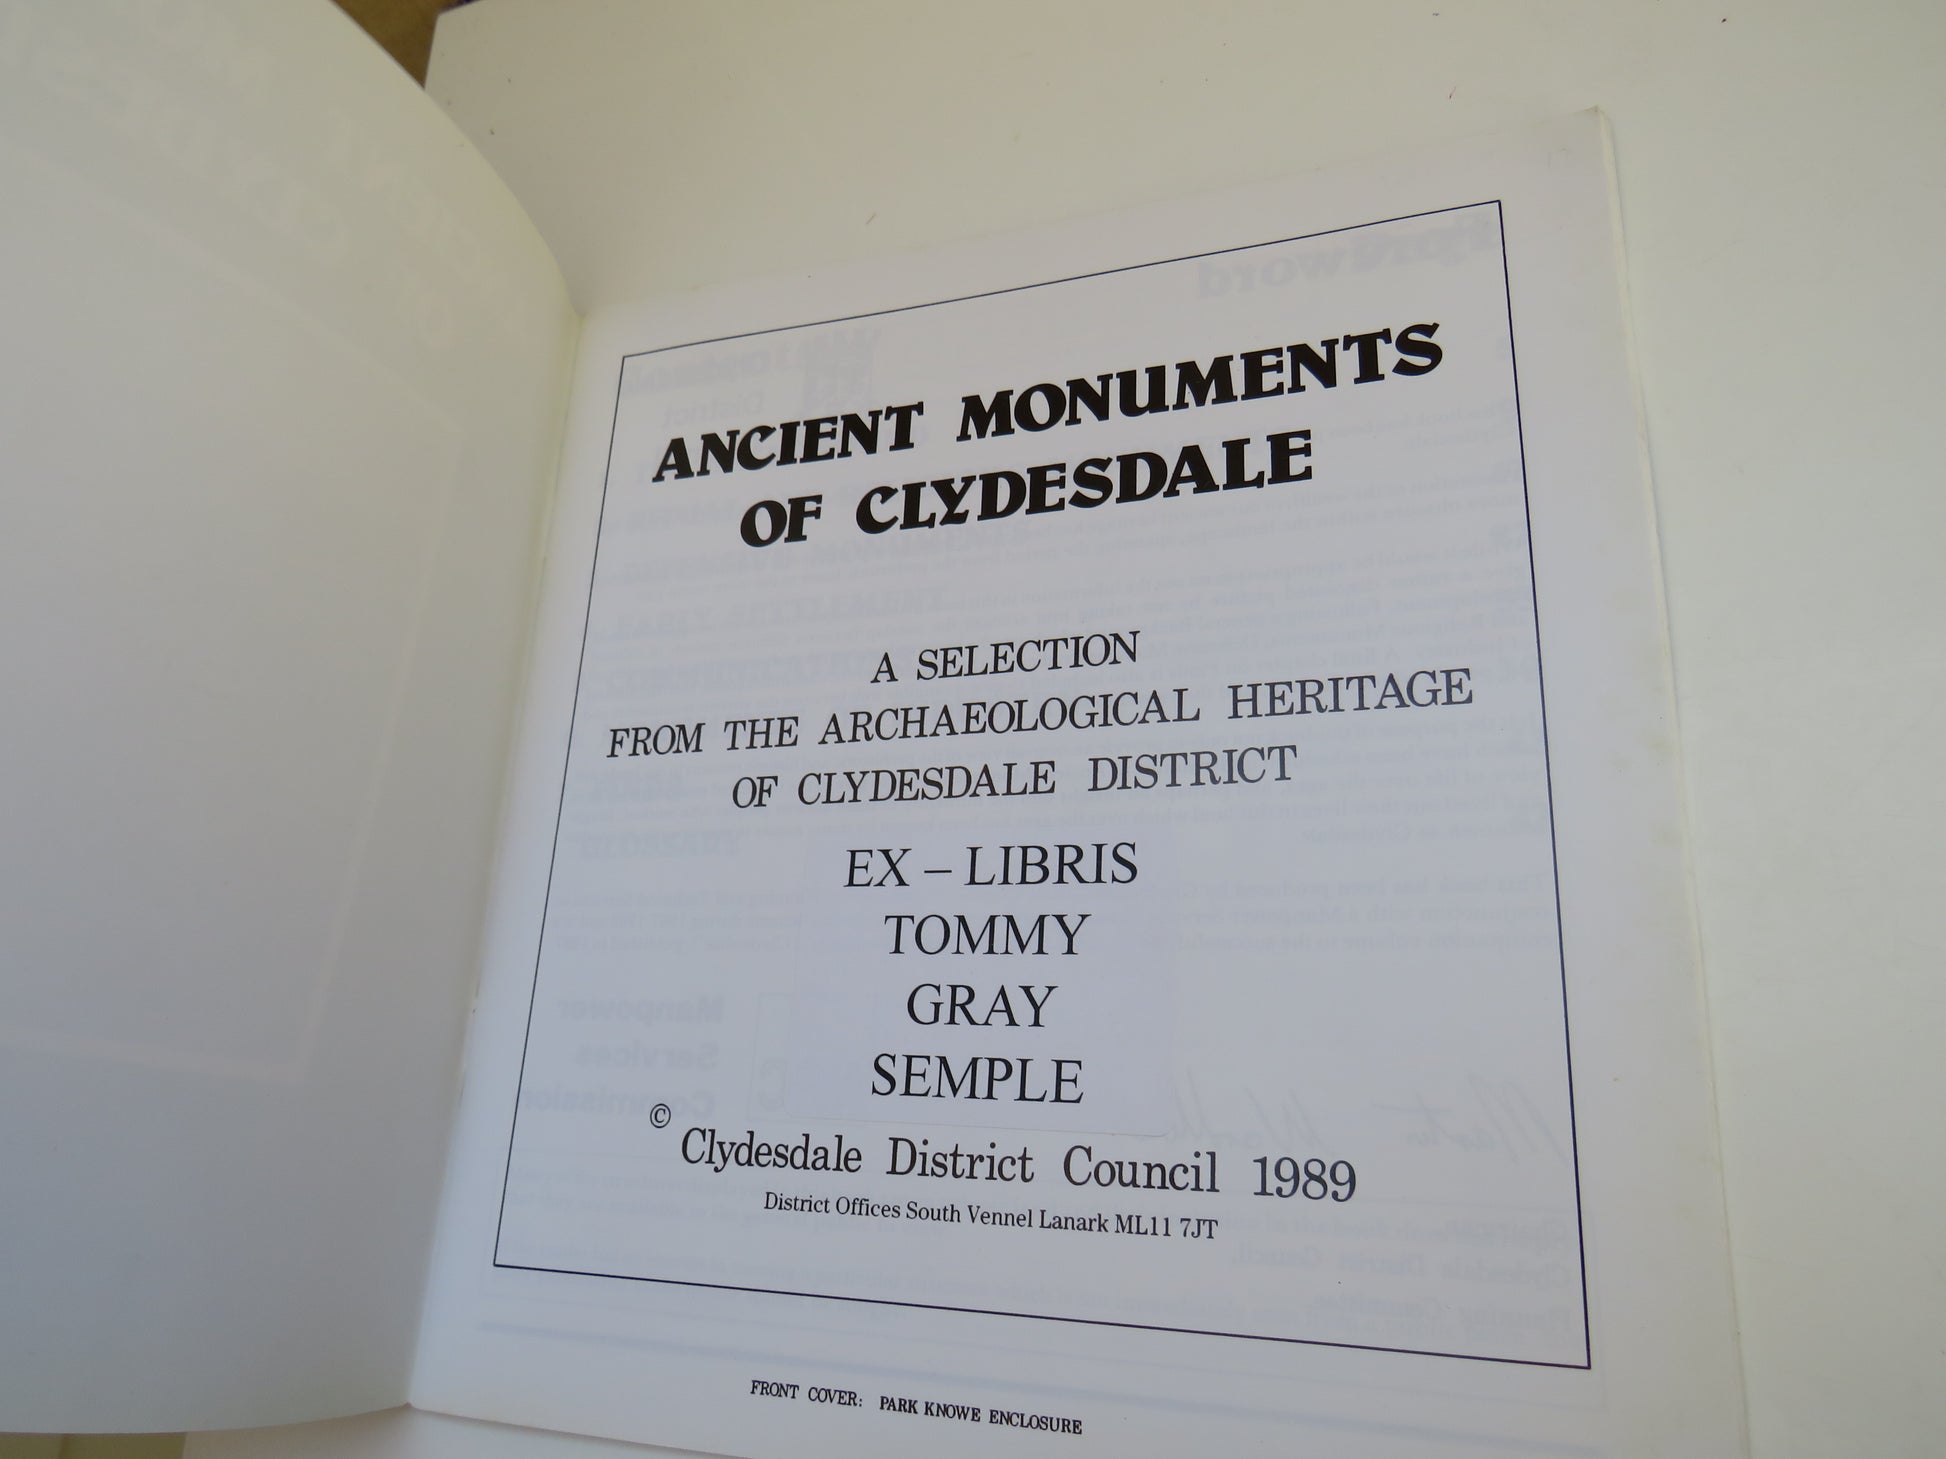 ANCIENT MONUMENTS
OF CLYDESDALE
A SELECTION
FROM THE ARCHAEOLOGICAL HERITAGE
OF CLYDESDALE DISTRICT
EX – LIBRIS
TOMMY
GRAY
SEMPLE
©
Clydesdale District Council 1989
District Offices South Vennel Lanark ML11 7JT
FRONT COVER: PARK KNOWE ENCLOSURE